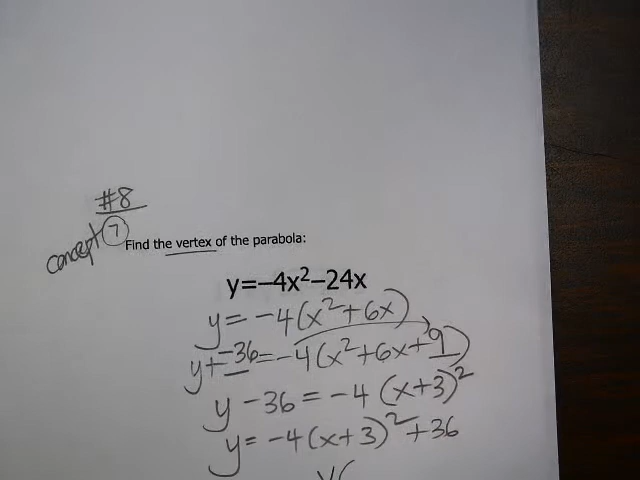 #8
concept 7 Find the vertex of the parabola:
y=–4x²–24x
y = -4(x²+6x)
y+-36=-4(x²+6x+9)
y -36 = -4 (x+3)²
y= -4(x+3)²+36
V(